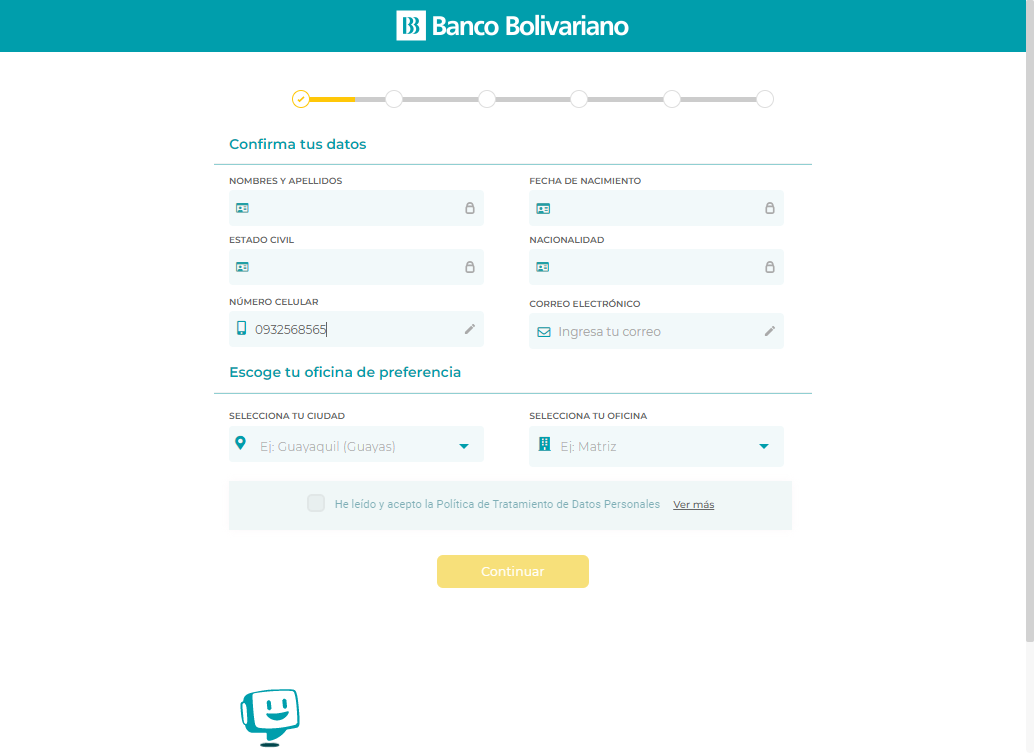 Banco Bolivariano
Confirma tus datos
NOMBRES Y APELLIDOS
FECHA DE NACIMIENTO
ESTADO CIVIL
NACIONALIDAD
NÚMERO CELULAR
0932568565
CORREO ELECTRÓNICO
Ingresa tu correo
Escoge tu oficina de preferencia
SELECCIONA TU CIUDAD
Ej: Guayaquil (Guayas)
SELECCIONA TU OFICINA
Ej: Matriz
He leído y acepto la Política de Tratamiento de Datos Personales Ver más
Continuar